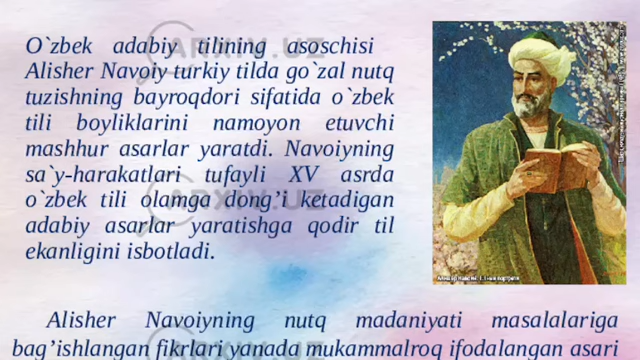 O`zbek adabiy tilining asoschisi
Alisher Navoiy turkiy tilda go`zal nutq
tuzishning bayroqdori sifatida o`zbek
tili boyliklarini namoyon etuvchi
mashhur asarlar yaratdi. Navoiyning
sa`y-harakatlari tufayli XV asrda
o`zbek tili olamga dong’i ketadigan
adabiy asarlar yaratishga qodir til
ekanligini isbotladi.
Alisher Navoiyning nutq madaniyati masalalariga
bag’ishlangan fikrlari yanada mukammalroq ifodalangan asari
ARXIV.UZ